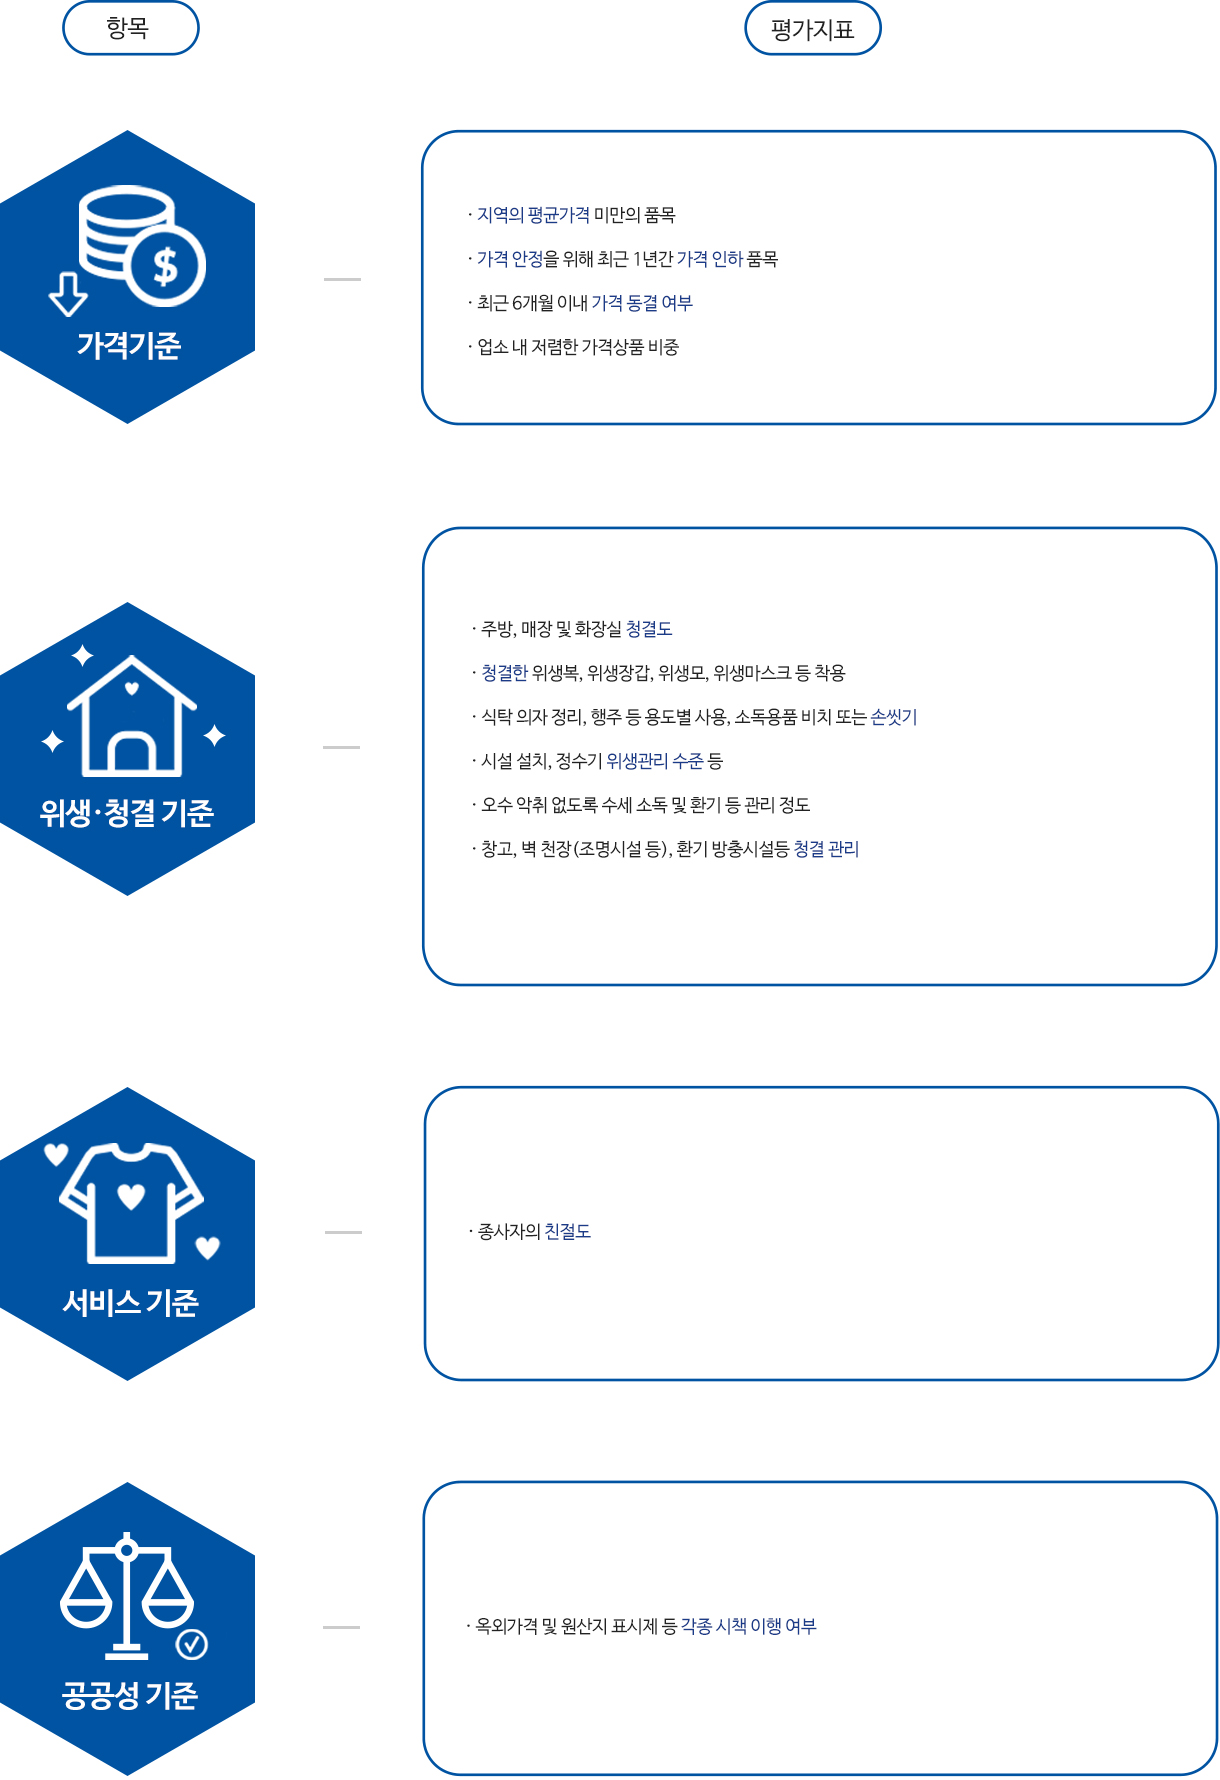 항목
평가지표
가격기준
· 지역의 평균가격 미만의 품목
· 가격 안정을 위해 최근 1년간 가격 인하 품목
· 최근 6개월 이내 가격 동결 여부
· 업소 내 저렴한 가격상품 비중
위생·청결 기준
· 주방, 매장 및 화장실 청결도
· 청결한 위생복, 위생장갑, 위생모, 위생마스크 등 착용
· 식탁 의자 정리, 행주 등 용도별 사용, 소독용품 비치 또는 손씻기
· 시설 설치, 정수기 위생관리 수준 등
· 오수 악취 없도록 수세 소독 및 환기 등 관리 정도
· 창고, 벽 천장(조명시설 등), 환기 방충시설등 청결 관리
서비스 기준
· 종사자의 친절도
공공성 기준
· 옥외가격 및 원산지 표시제 등 각종 시책 이행 여부